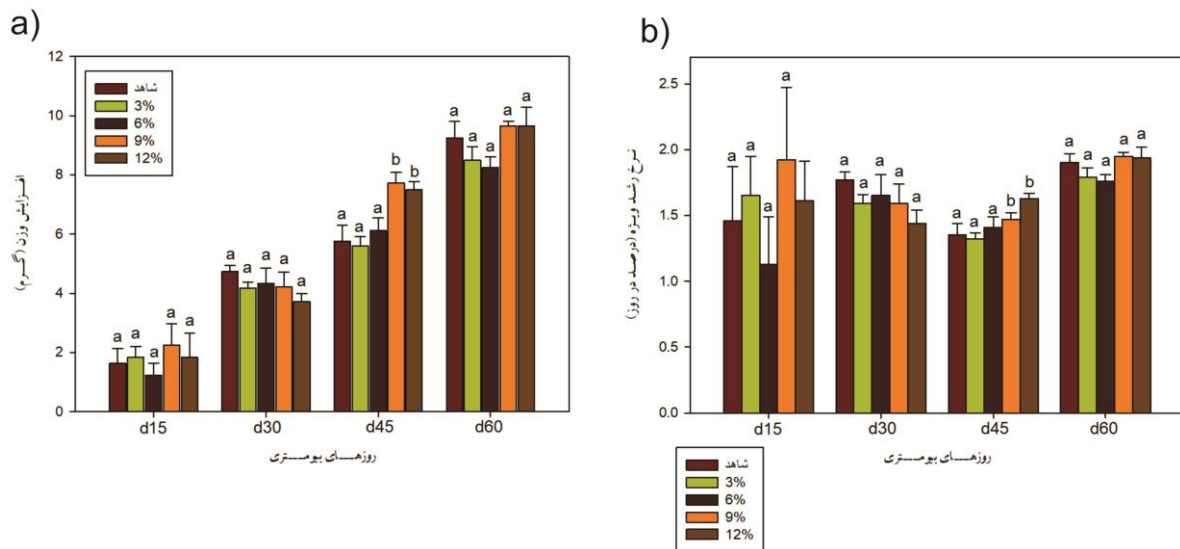 a)
افزایش وزن (گرم)
12
10
8
6
4
2
0
شاهد
3%
6%
9%
12%
a a a a a
a a a a a
a a a b b
a a a a a
d15 d30 d45 d60
روزهای بیومتری
b)
نرخ رشد ویژه (درصد در روز)
2.5
2.0
1.5
1.0
0.5
0.0
a a a a
a a a a a
a a a b b
a a a a a
d15 d30 d45 d60
روزهای بیومتری
شاهد
3%
6%
9%
12%